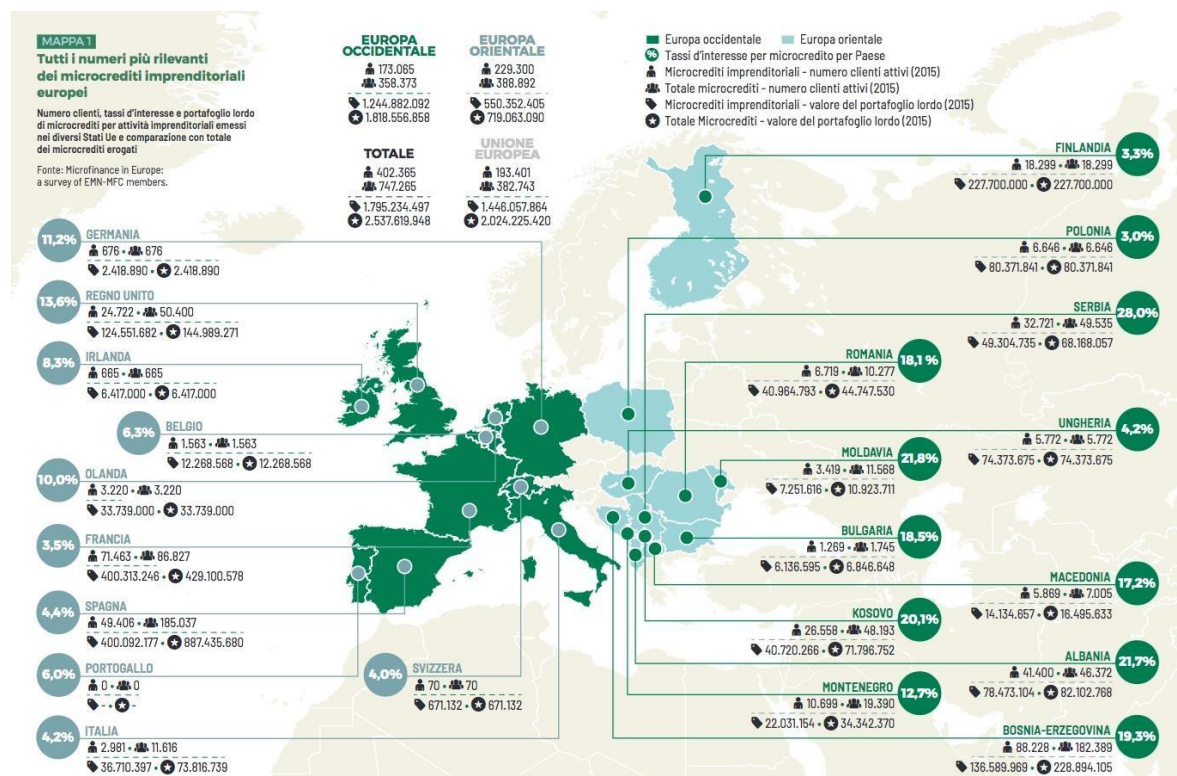 MAPPA 1
Tutti i numeri più rilevanti
dei microcrediti imprenditoriali
europei
Numero clienti, tassi d'interesse e portafoglio lordo
di microcrediti per attività imprenditoriali emessi
nei diversi Stati Ue e comparazione con totale
dei microcrediti erogati
Fonte: Microfinance in Europe:
a survey of EMN-MFC members.
EUROPA
OCCIDENTALE
173.065
358.373
1.244.882.092
1.818.556.858
EUROPA
ORIENTALE
229.300
388.892
550.352.405
719.063.090
TOTALE
402.365
747.265
1.795.234.497
2.537.619.948
UNIONE
EUROPEA
193.401
382.743
1.446.057.864
2.024.225.420
Europa occidentale Europa orientale
% Tassi d'interesse per microcredito per Paese
Microcrediti imprenditoriali - numero clienti attivi (2015)
Totale microcrediti - numero clienti attivi (2015)
Microcrediti imprenditoriali - valore del portafoglio lordo (2015)
Totale Microcrediti - valore del portafoglio lordo (2015)
11,2% GERMANIA
676 • 676
2.418.890 • 2.418.890
13,6% REGNO UNITO
24.722 • 50.400
124.551.682 • 144.989.271
8,3% IRLANDA
665 • 665
6.417.000 • 6.417.000
6,3% BELGIO
1.563 • 1.563
12.268.568 • 12.268.568
10,0% OLANDA
3.220 • 3.220
33.739.000 • 33.739.000
3,5% FRANCIA
71.463 • 86.827
400.313.246 • 429.100.578
4,4% SPAGNA
49.406 • 185.037
400.092.177 • 887.435.680
6,0% PORTOGALLO
0 • 0
- • -
4,0% SVIZZERA
70 • 70
671.132 • 671.132
4,2% ITALIA
2.981 • 11.616
36.710.397 • 73.816.739
FINLANDIA 3,3%
18.299 • 18.299
227.700.000 • 227.700.000
POLONIA 3,0%
6.646 • 6.646
80.371.841 • 80.371.841
SERBIA 28,0%
32.721 • 49.535
49.304.735 • 68.168.057
ROMANIA 18,1 %
6.719 • 10.277
40.964.793 • 44.747.530
UNGHERIA 4,2%
5.772 • 5.772
74.373.675 • 74.373.675
MOLDAVIA 21,8%
3.419 • 11.568
7.251.616 • 10.923.711
BULGARIA 18,5%
1.269 • 1.745
6.136.595 • 6.846.648
MACEDONIA 17,2%
5.869 • 7.005
14.134.657 • 16.495.633
KOSOVO 20,1%
26.558 • 48.193
40.720.266 • 71.796.752
ALBANIA 21,7%
41.400 • 46.372
78.473.104 • 82.102.768
MONTENEGRO 12,7%
10.699 • 19.390
22.031.154 • 34.342.370
BOSNIA-ERZEGOVINA 19,3%
88.228 • 182.389
136.589.969 • 228.894.105